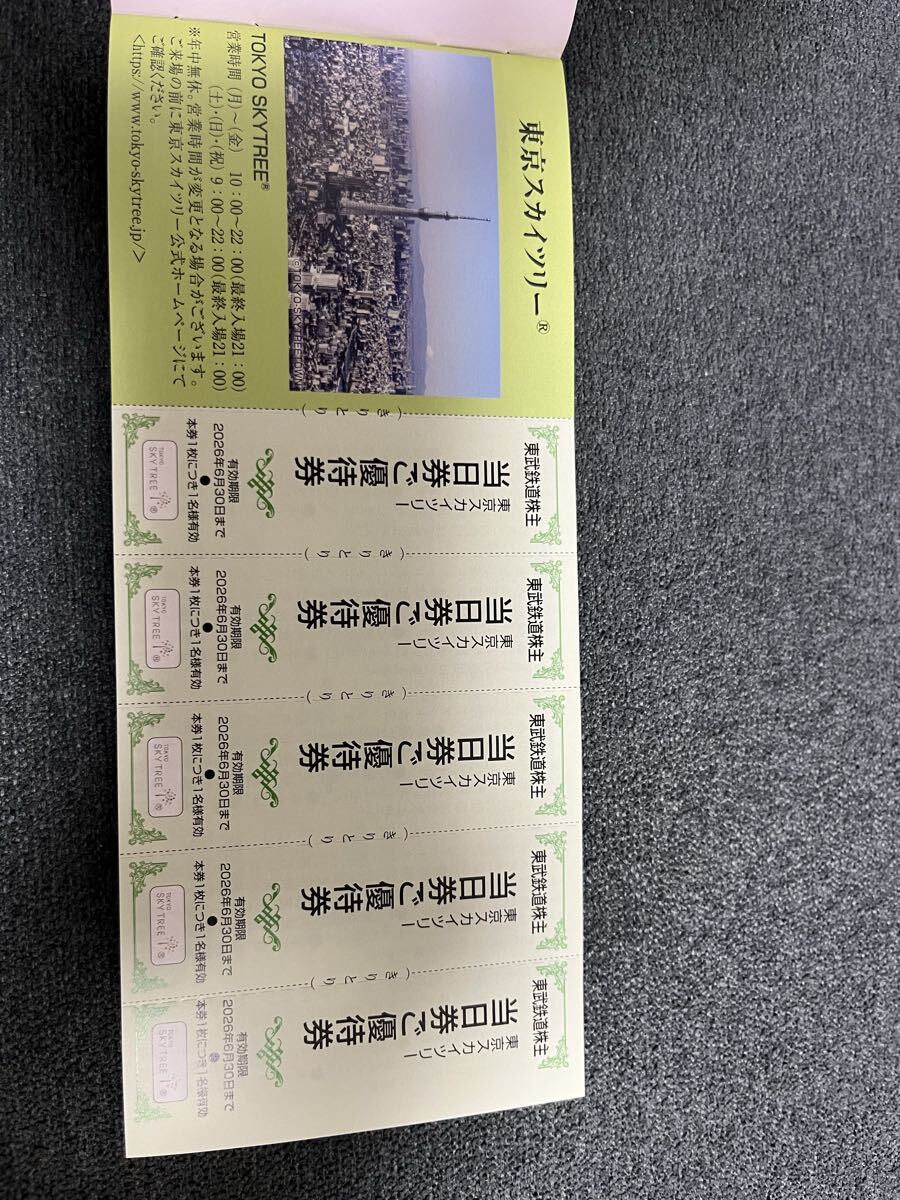 東京スカイツリー®
©TOKYO-SKYTREETOWN
TOKYO SKYTREE®
営業時間 (月)～(金) 10:00～22:00(最終入場21:00)
(土)・(日)・(祝) 9:00～22:00(最終入場21:00)
※年中無休。営業時間が変更となる場合がございます。
ご来場の前に東京スカイツリー公式ホームページにて
ご確認ください。
<https://www.tokyo-skytree.jp/>
(きりとり)
東武鉄道株主
東京スカイツリー
当日券ご優待券
有効期限
2026年6月30日まで
本券1枚につき1名様有効
TOKYO
SKYTREE®
(きりとり)
東武鉄道株主
東京スカイツリー
当日券ご優待券
有効期限
2026年6月30日まで
本券1枚につき1名様有効
TOKYO
SKYTREE®
(きりとり)
東武鉄道株主
東京スカイツリー
当日券ご優待券
有効期限
2026年6月30日まで
本券1枚につき1名様有効
TOKYO
SKYTREE®
(きりとり)
東武鉄道株主
東京スカイツリー
当日券ご優待券
有効期限
2026年6月30日まで
本券1枚につき1名様有効
TOKYO
SKYTREE®
(きりとり)
東武鉄道株主
東京スカイツリー
当日券ご優待券
有効期限
2026年6月30日まで
本券1枚につき1名様有効
TOKYO
SKYTREE®